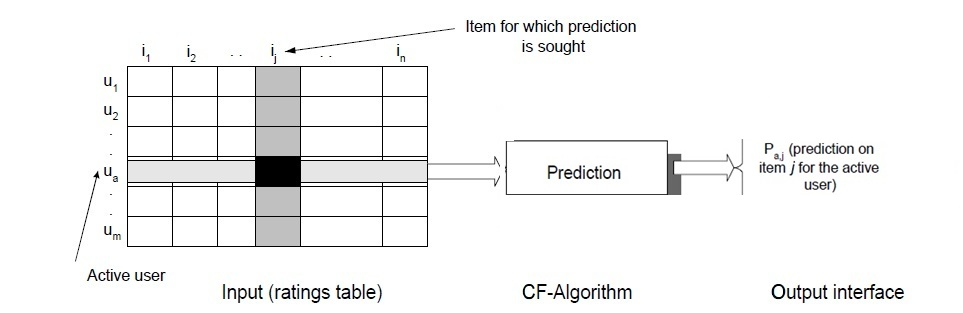 Item for which prediction
is sought
i1 i2 . . ij . . in
u1
u2
.
.
ua
.
.
um
Active user
Prediction
Pa,j (prediction on
item j for the active
user)
Input (ratings table)
CF-Algorithm
Output interface